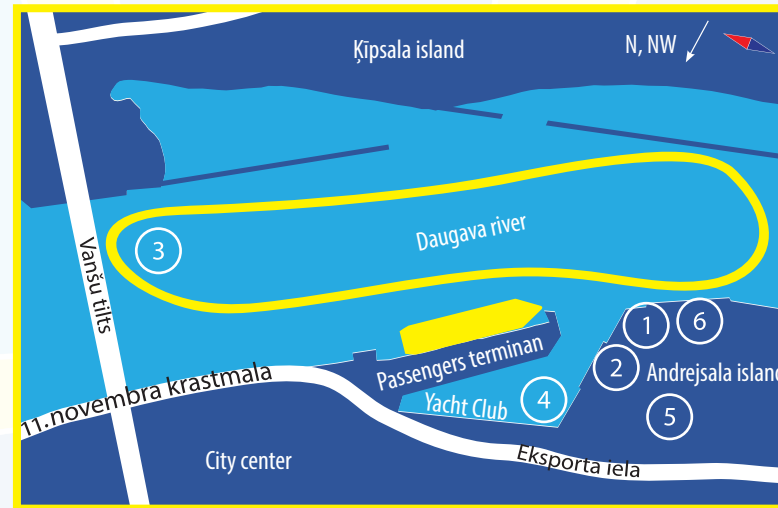 Ķīpsala island
N, NW
Daugava river
3
Vanšu tilts
1
6
Passengers terminan
2
Andrejsala island
11.novembra krastmala
4
Yacht Club
5
City center
Eksporta iela